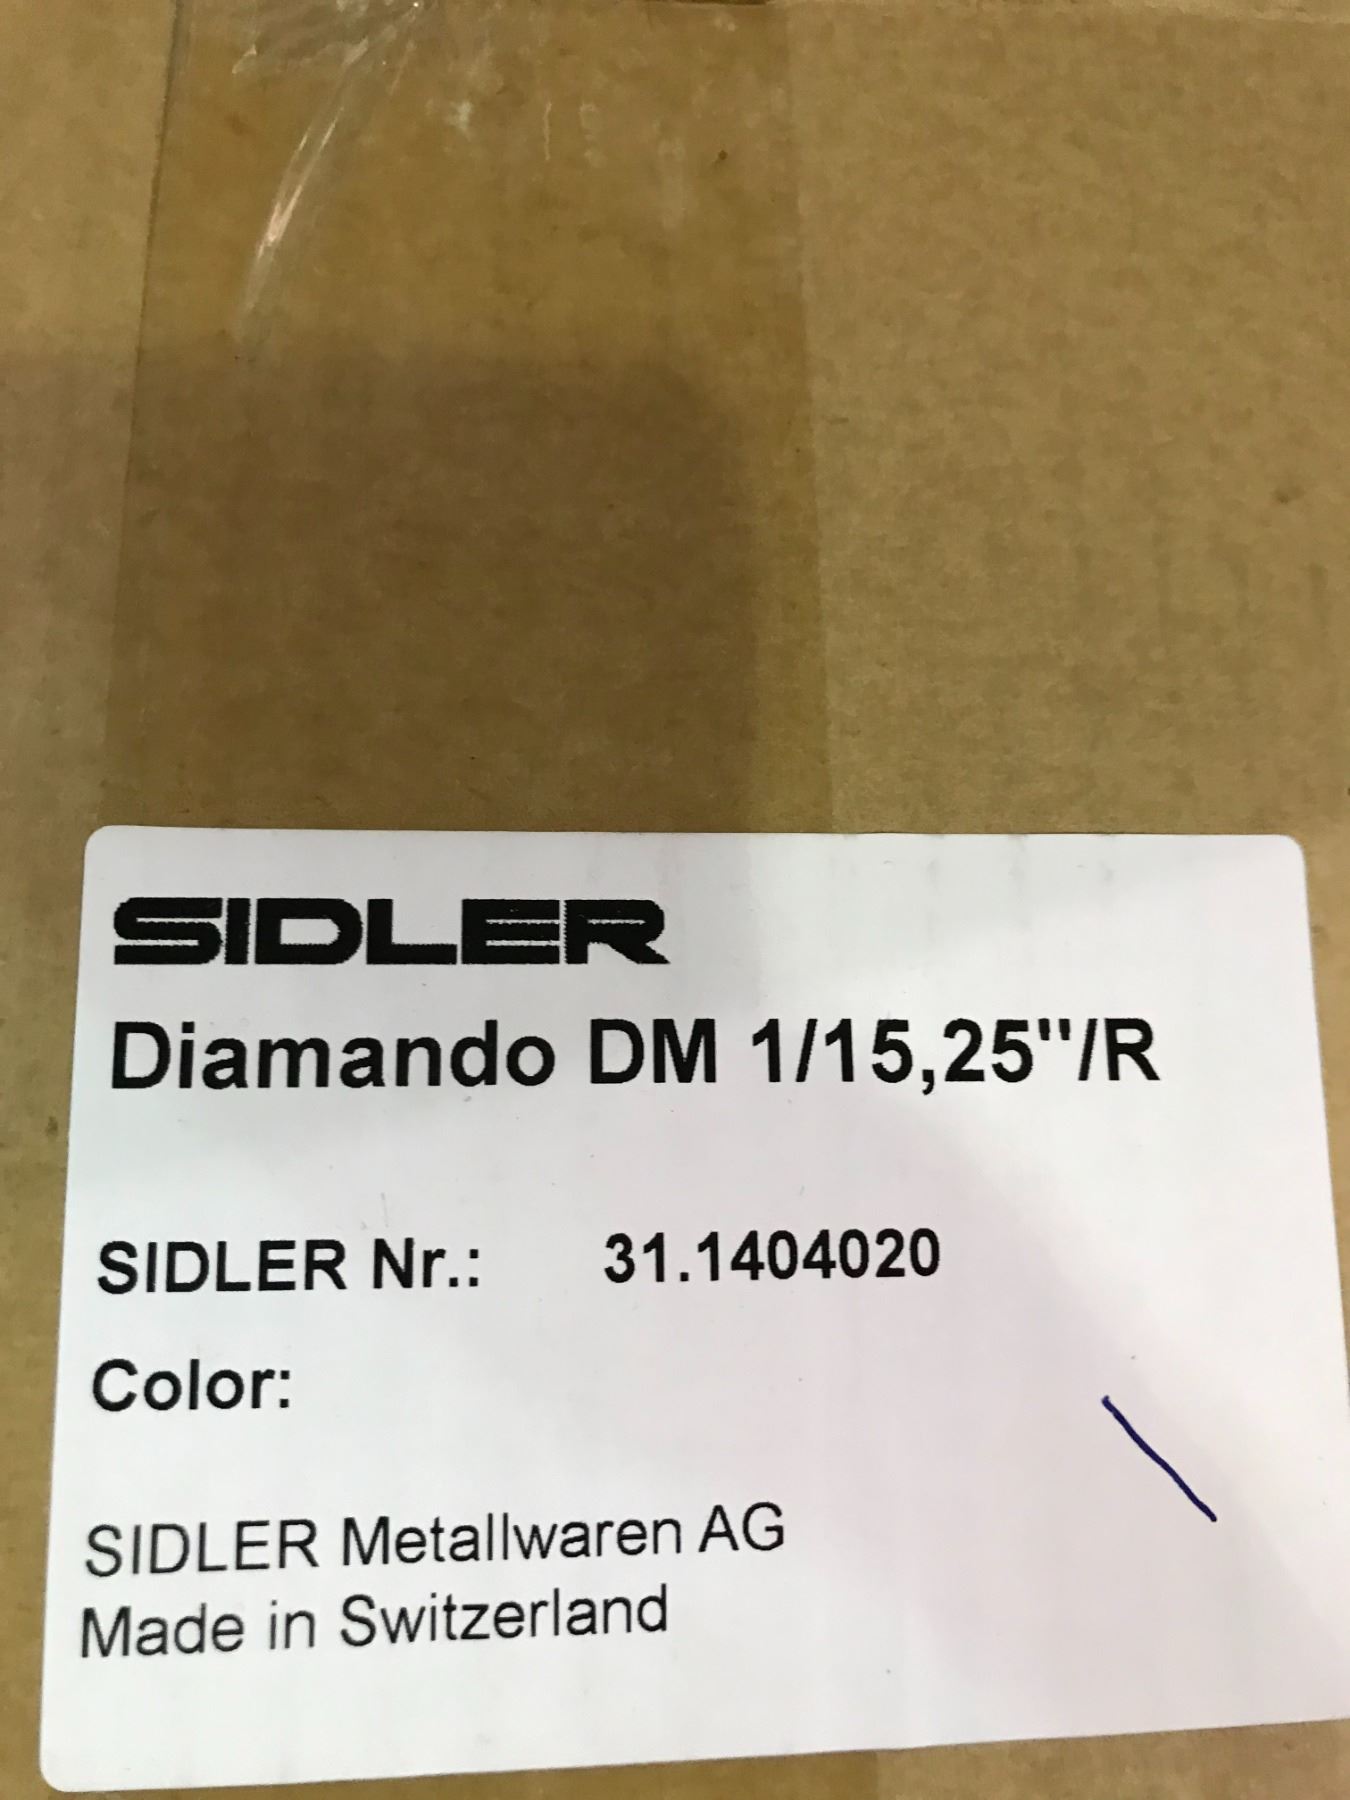 SIDLER
Diamando DM 1/15,25"/R
SIDLER Nr.: 31.1404020
Color:
SIDLER Metallwaren AG
Made in Switzerland